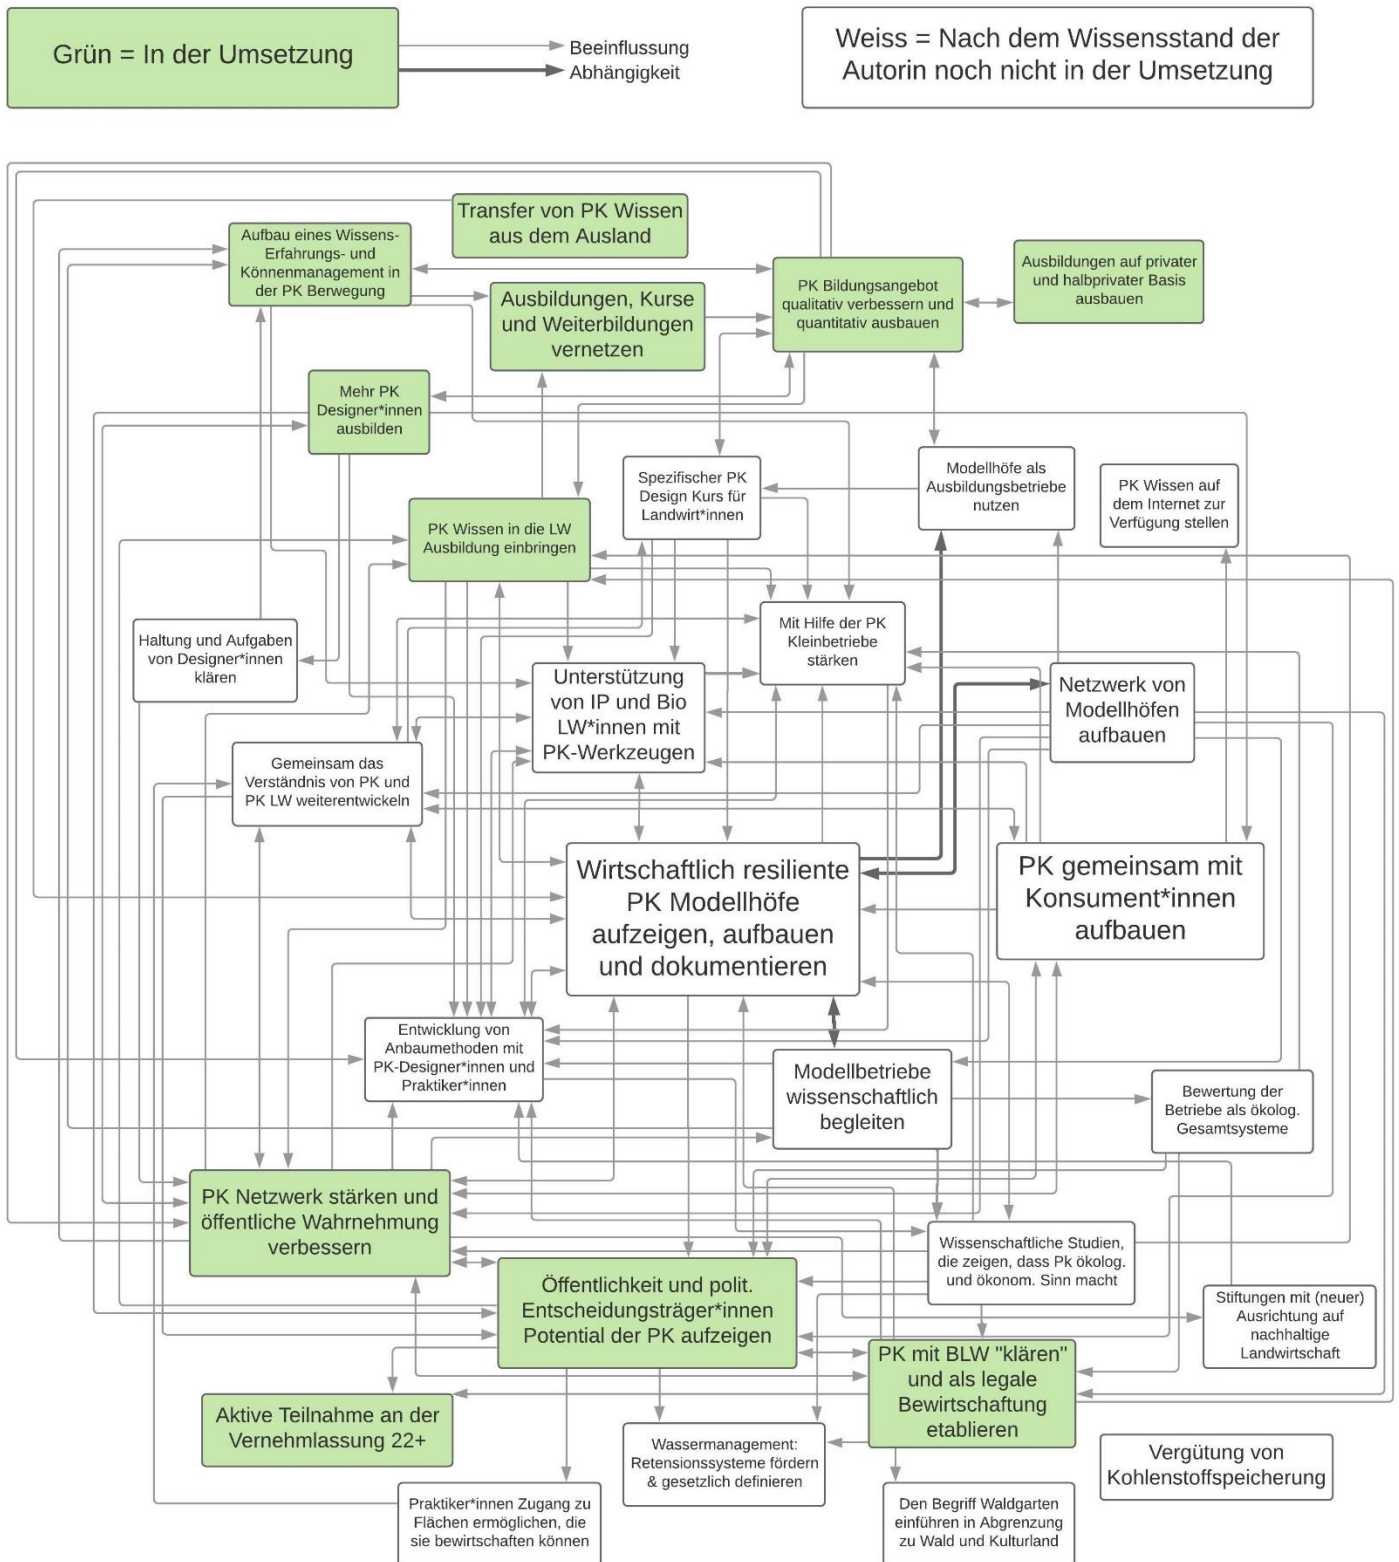 Grün = In der Umsetzung
Beeinflussung
Abhängigkeit
Weiss = Nach dem Wissensstand der
Autorin noch nicht in der Umsetzung
Transfer von PK Wissen
aus dem Ausland
Aufbau eines Wissens-
Erfahrungs- und
Könnenmanagement in
der PK Berwegung
Ausbildungen, Kurse
und Weiterbildungen
vernetzen
PK Bildungsangebot
qualitativ verbessern und
quantitativ ausbauen
Ausbildungen auf privater
und halbprivater Basis
ausbauen
Mehr PK
Designer*innen
ausbilden
Spezifischer PK
Design Kurs für
Landwirt*innen
Modellhöfe als
Ausbildungsbetriebe
nutzen
PK Wissen auf
dem Internet zur
Verfügung stellen
PK Wissen in die LW
Ausbildung einbringen
Haltung und Aufgaben
von Designer*innen
klären
Mit Hilfe der PK
Kleinbetriebe
stärken
Unterstützung
von IP und Bio
LW*innen mit
PK-Werkzeugen
Netzwerk von
Modellhöfen
aufbauen
Gemeinsam das
Verständnis von PK und
PK LW weiterentwickeln
Wirtschaftlich resiliente
PK Modellhöfe
aufzeigen, aufbauen
und dokumentieren
PK gemeinsam mit
Konsument*innen
aufbauen
Entwicklung von
Anbaumethoden mit
PK-Designer*innen und
Praktiker*innen
Modellbetriebe
wissenschaftlich
begleiten
Bewertung der
Betriebe als ökolog.
Gesamtsysteme
PK Netzwerk stärken und
öffentliche Wahrnehmung
verbessern
Wissenschaftliche Studien,
die zeigen, dass Pk ökolog.
und ökonom. Sinn macht
Öffentlichkeit und polit.
Entscheidungsträger*innen
Potential der PK aufzeigen
Stiftungen mit (neuer)
Ausrichtung auf
nachhaltige
Landwirtschaft
PK mit BLW "klären"
und als legale
Bewirtschaftung
etablieren
Aktive Teilnahme an der
Vernehmlassung 22+
Wassermanagement:
Retensionssysteme fördern
& gesetzlich definieren
Vergütung von
Kohlenstoffspeicherung
Praktiker*innen Zugang zu
Flächen ermöglichen, die
sie bewirtschaften können
Den Begriff Waldgarten
einführen in Abgrenzung
zu Wald und Kulturland